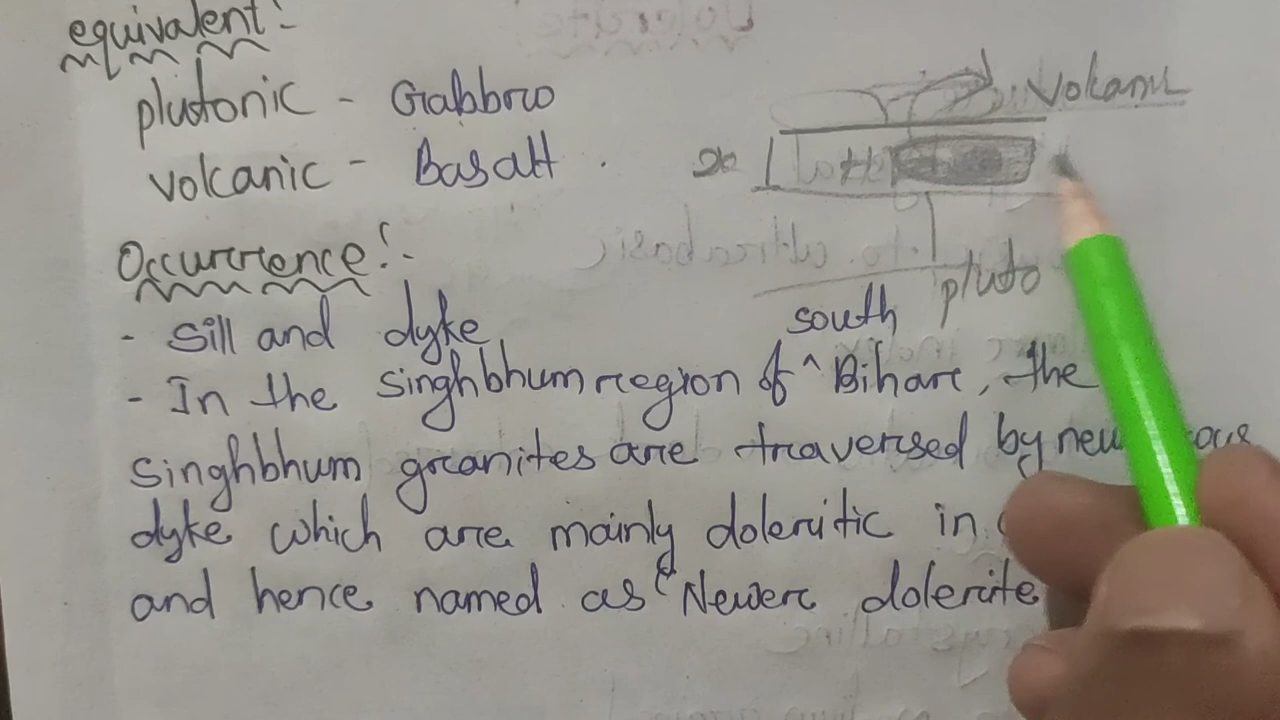 equivalent:-
plutonic - Gabbro
volcanic - Basalt .
volcanic
pluto
Occurrence:-
- Sill and dyke
- In the singhbhum region of ^ south Bihar, the
singhbhum granites are traversed by
dyke which are mainly doleritic in
and hence named as "Newer dolerite